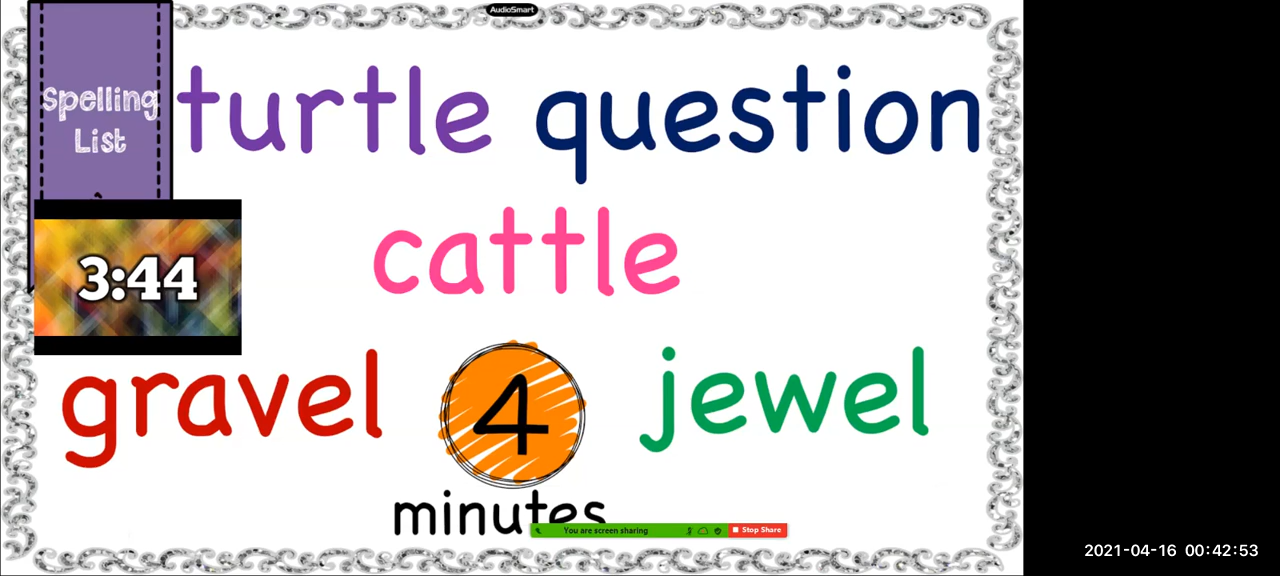 AudioSmart
Spelling
List
turtle question
cattle
3:44
gravel 4 jewel
minutes
You are screen sharing Stop Share
2021-04-16 00:42:53